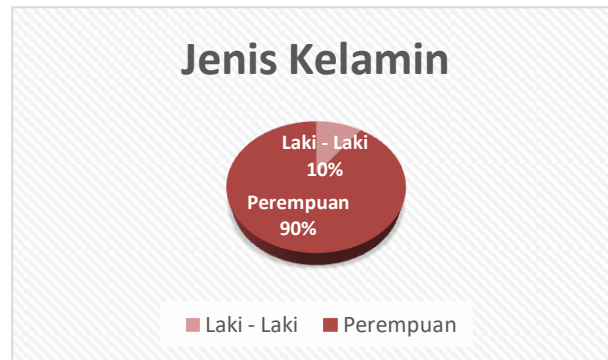 Jenis Kelamin
Laki - Laki
10%
Perempuan
90%
Laki - Laki Perempuan